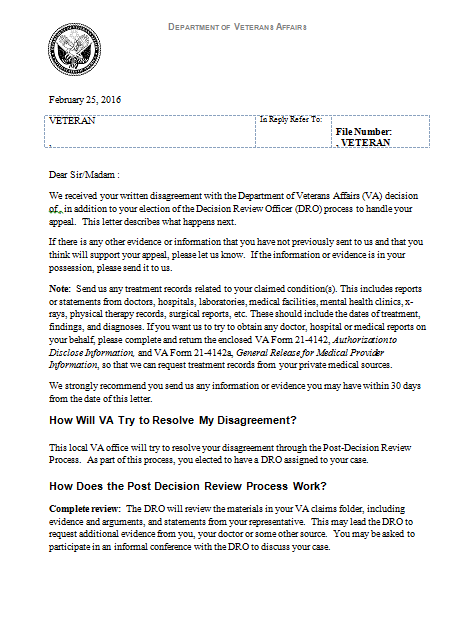 DEPARTMENT OF VETERANS AFFAIRS
February 25, 2016
VETERAN
.
In Reply Refer To:
File Number:
, VETERAN
Dear Sir/Madam :
We received your written disagreement with the Department of Veterans Affairs (VA) decision
of , in addition to your election of the Decision Review Officer (DRO) process to handle your
appeal. This letter describes what happens next.
If there is any other evidence or information that you have not previously sent to us and that you
think will support your appeal, please let us know. If the information or evidence is in your
possession, please send it to us.
Note: Send us any treatment records related to your claimed condition(s). This includes reports
or statements from doctors, hospitals, laboratories, medical facilities, mental health clinics, x-
rays, physical therapy records, surgical reports, etc. These should include the dates of treatment,
findings, and diagnoses. If you want us to try to obtain any doctor, hospital or medical reports on
your behalf, please complete and return the enclosed VA Form 21-4142, Authorization to
Disclose Information, and VA Form 21-4142a, General Release for Medical Provider
Information, so that we can request treatment records from your private medical sources.
We strongly recommend you send us any information or evidence you may have within 30 days
from the date of this letter.
How Will VA Try to Resolve My Disagreement?
This local VA office will try to resolve your disagreement through the Post-Decision Review
Process. As part of this process, you elected to have a DRO assigned to your case.
How Does the Post Decision Review Process Work?
Complete review: The DRO will review the materials in your VA claims folder, including
evidence and arguments, and statements from your representative. This may lead the DRO to
request additional evidence from you, your doctor or some other source. You may be asked to
participate in an informal conference with the DRO to discuss your case.